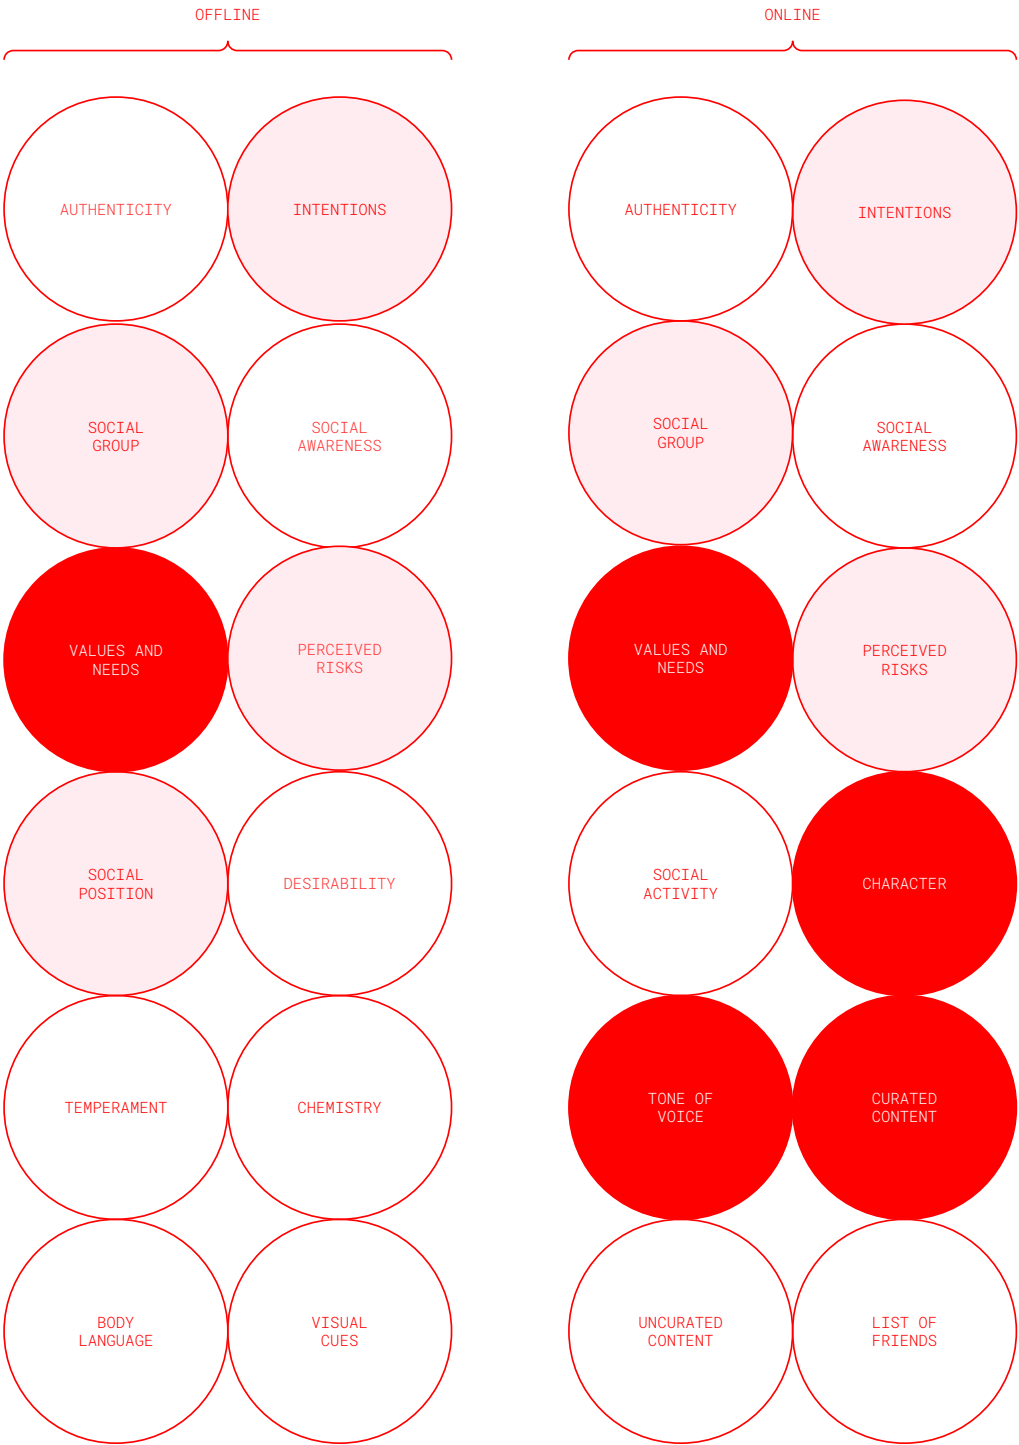 OFFLINE
AUTHENTICITY
INTENTIONS
SOCIAL
GROUP
SOCIAL
AWARENESS
VALUES AND
NEEDS
PERCEIVED
RISKS
SOCIAL
POSITION
DESIRABILITY
TEMPERAMENT
CHEMISTRY
BODY
LANGUAGE
VISUAL
CUES
ONLINE
AUTHENTICITY
INTENTIONS
SOCIAL
GROUP
SOCIAL
AWARENESS
VALUES AND
NEEDS
PERCEIVED
RISKS
SOCIAL
ACTIVITY
CHARACTER
TONE OF
VOICE
CURATED
CONTENT
UNCURATED
CONTENT
LIST OF
FRIENDS